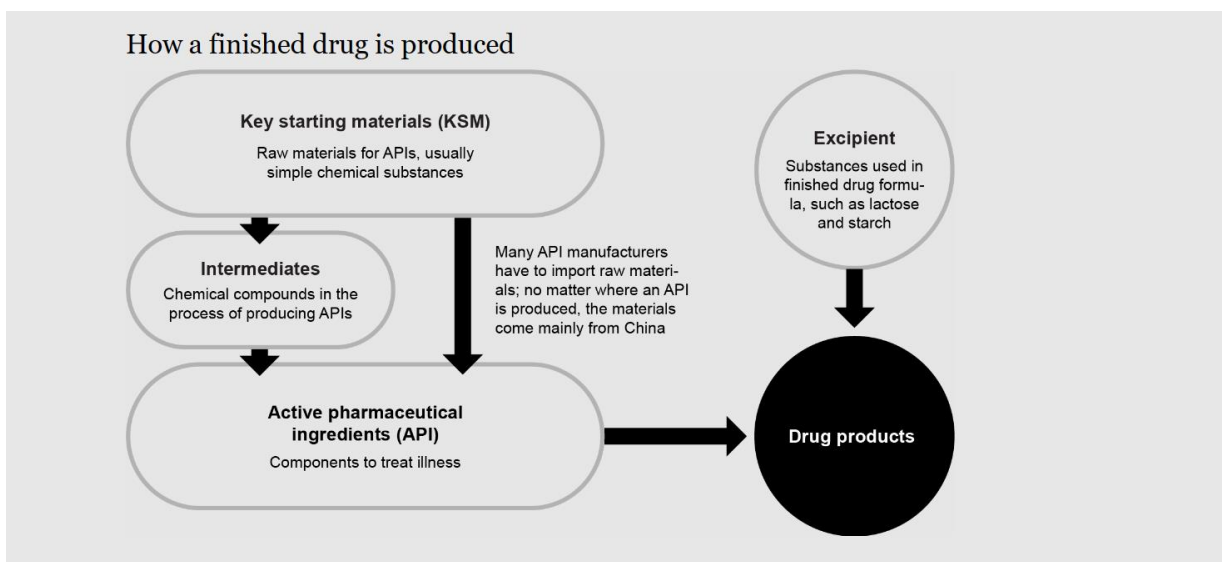 How a finished drug is produced
Key starting materials (KSM)
Raw materials for APIs, usually
simple chemical substances
Intermediates
Chemical compounds in the
process of producing APIs
Many API manufacturers
have to import raw materi-
als; no matter where an API
is produced, the materials
come mainly from China
Active pharmaceutical
ingredients (API)
Components to treat illness
Excipient
Substances used in
finished drug formu-
la, such as lactose
and starch
Drug products